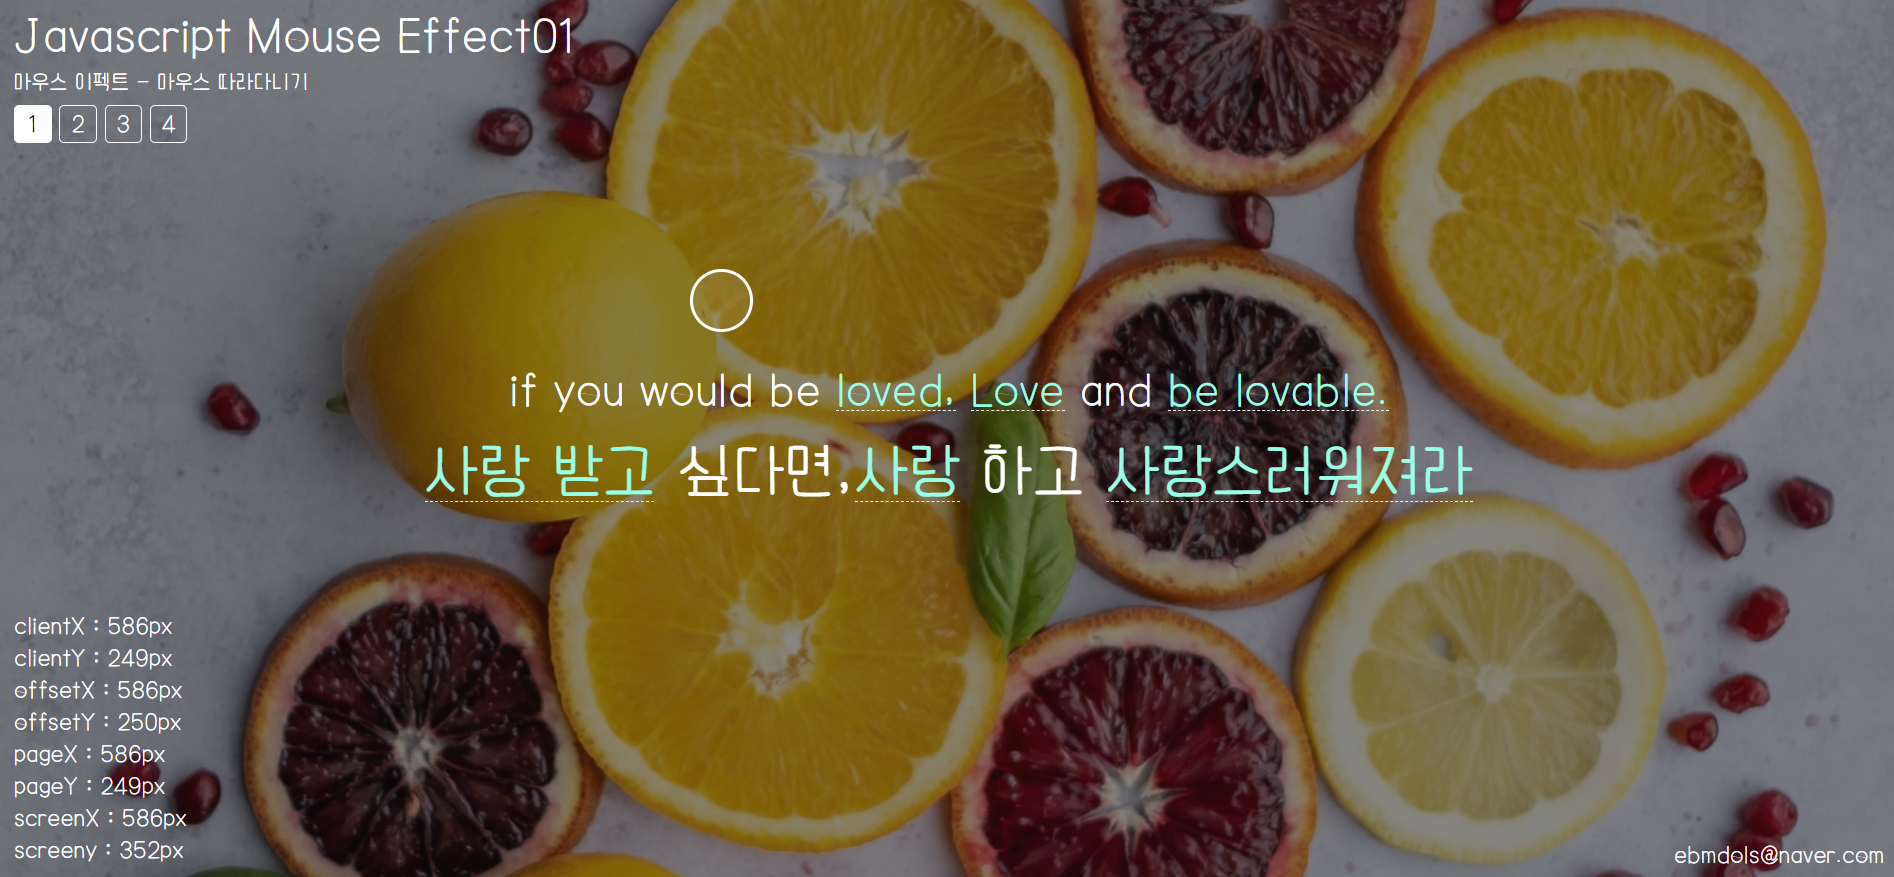 Javascript Mouse Effect01
마우스 이펙트 - 마우스 따라다니기
1 2 3 4
if you would be loved, Love and be lovable.
사랑 받고 싶다면,사랑 하고 사랑스러워져라
clientX : 586px
clientY : 249px
offsetX : 586px
offsetY : 250px
pageX : 586px
pageY : 249px
screenX : 586px
screeny : 352px
ebmdols@naver.com